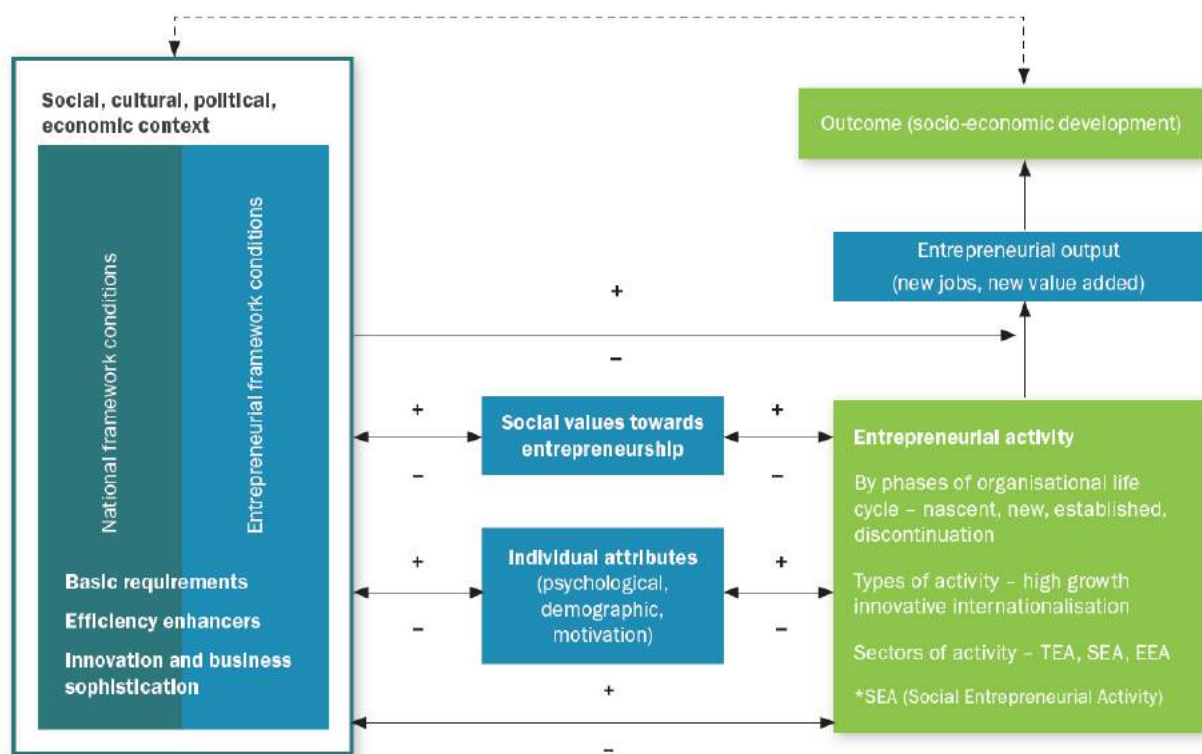 Social, cultural, political,
economic context
National framework conditions
Entrepreneurial framework conditions
Basic requirements
Efficiency enhancers
Innovation and business
sophistication
+
–
+
–
Social values towards
entrepreneurship
+
–
+
–
Individual attributes
(psychological,
demographic,
motivation)
+
–
+
–
Outcome (socio-economic development)
Entrepreneurial output
(new jobs, new value added)
Entrepreneurial activity
By phases of organisational life
cycle – nascent, new, established,
discontinuation
Types of activity – high growth
innovative internationalisation
Sectors of activity – TEA, SEA, EEA
*SEA (Social Entrepreneurial Activity)